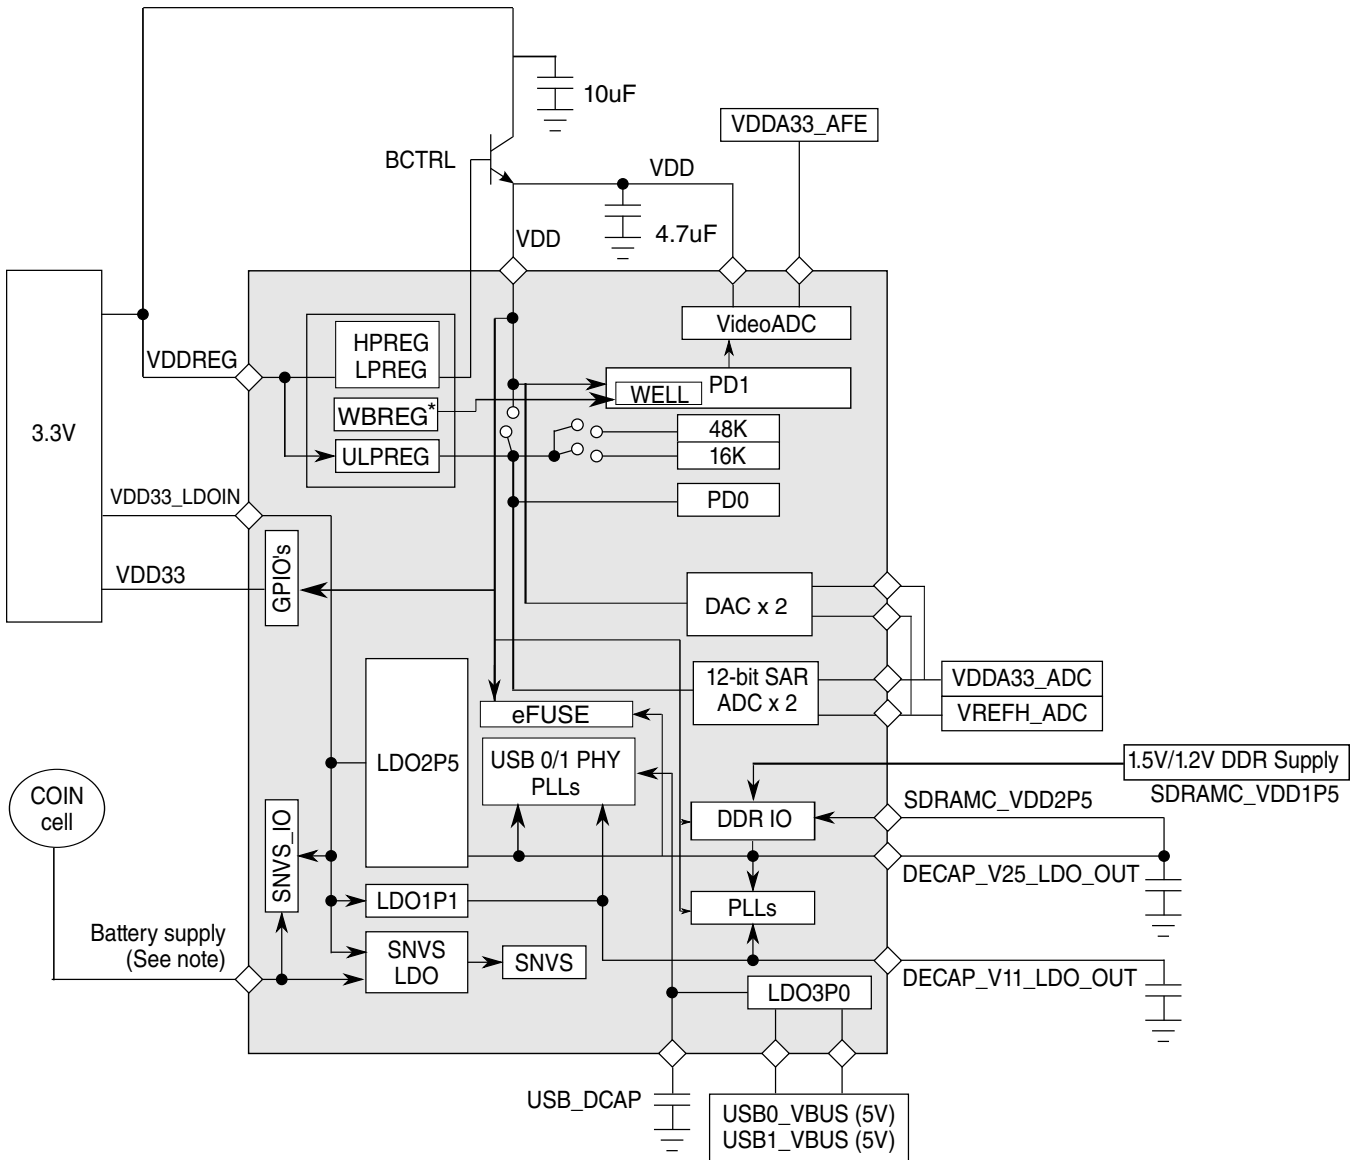 10uF
VDDA33_AFE
BCTRL
VDD
4.7uF
VDD
VideoADC
HPREG
LPREG
VDDREG
PD1
WELL
WBREG*
3.3V
48K
ULPREG
16K
VDD33_LDOIN
PD0
GPIO's
VDD33
DAC x 2
12-bit SAR
ADC x 2
VDDA33_ADC
VREFH_ADC
eFUSE
LDO2P5
USB 0/1 PHY
PLLs
1.5V/1.2V DDR Supply
SDRAMC_VDD1P5
COIN
cell
SDRAMC_VDD2P5
DDR IO
SNVS_IO
DECAP_V25_LDO_OUT
LDO1P1
PLLs
Battery supply
(See note)
SNVS
LDO
SNVS
DECAP_V11_LDO_OUT
LDO3P0
USB_DCAP
USB0_VBUS (5V)
USB1_VBUS (5V)